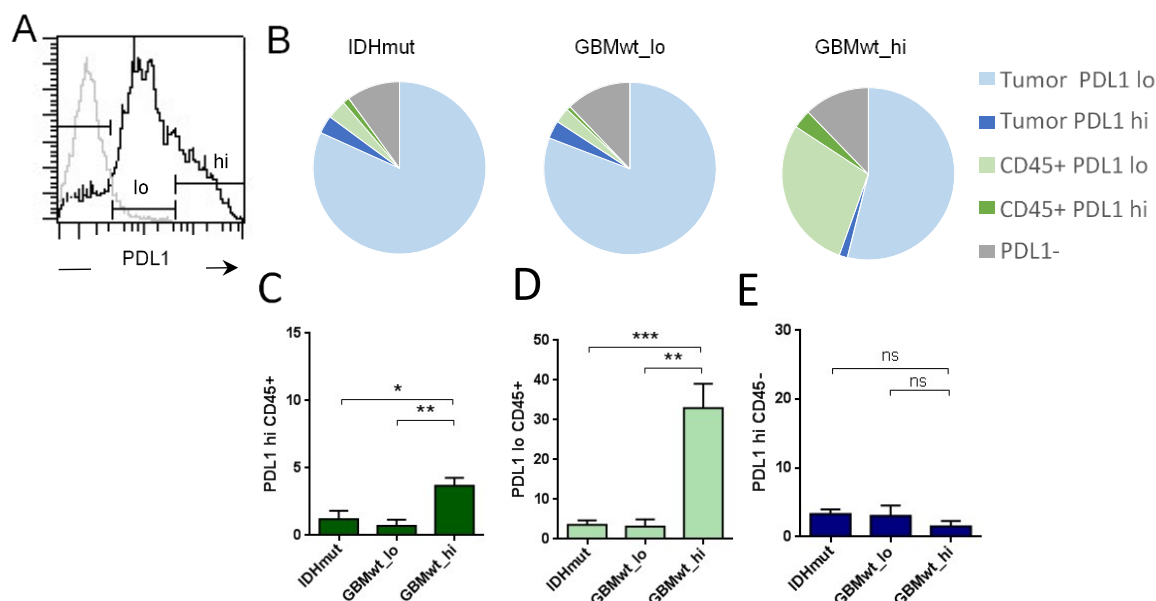 A
hi
lo
PDL1
B
IDHmut
GBMwt_lo
GBMwt_hi
Tumor PDL1 lo
Tumor PDL1 hi
CD45+ PDL1 lo
CD45+ PDL1 hi
PDL1-
C
15
10
5
0
PDL1 hi CD45+
*
**
IDHmut
GBMwt_lo
GBMwt_hi
D
50
40
30
20
10
0
PDL1 lo CD45+
***
**
IDHmut
GBMwt_lo
GBMwt_hi
E
30
20
10
0
PDL1 hi CD45-
ns
ns
IDHmut
GBMwt_lo
GBMwt_hi